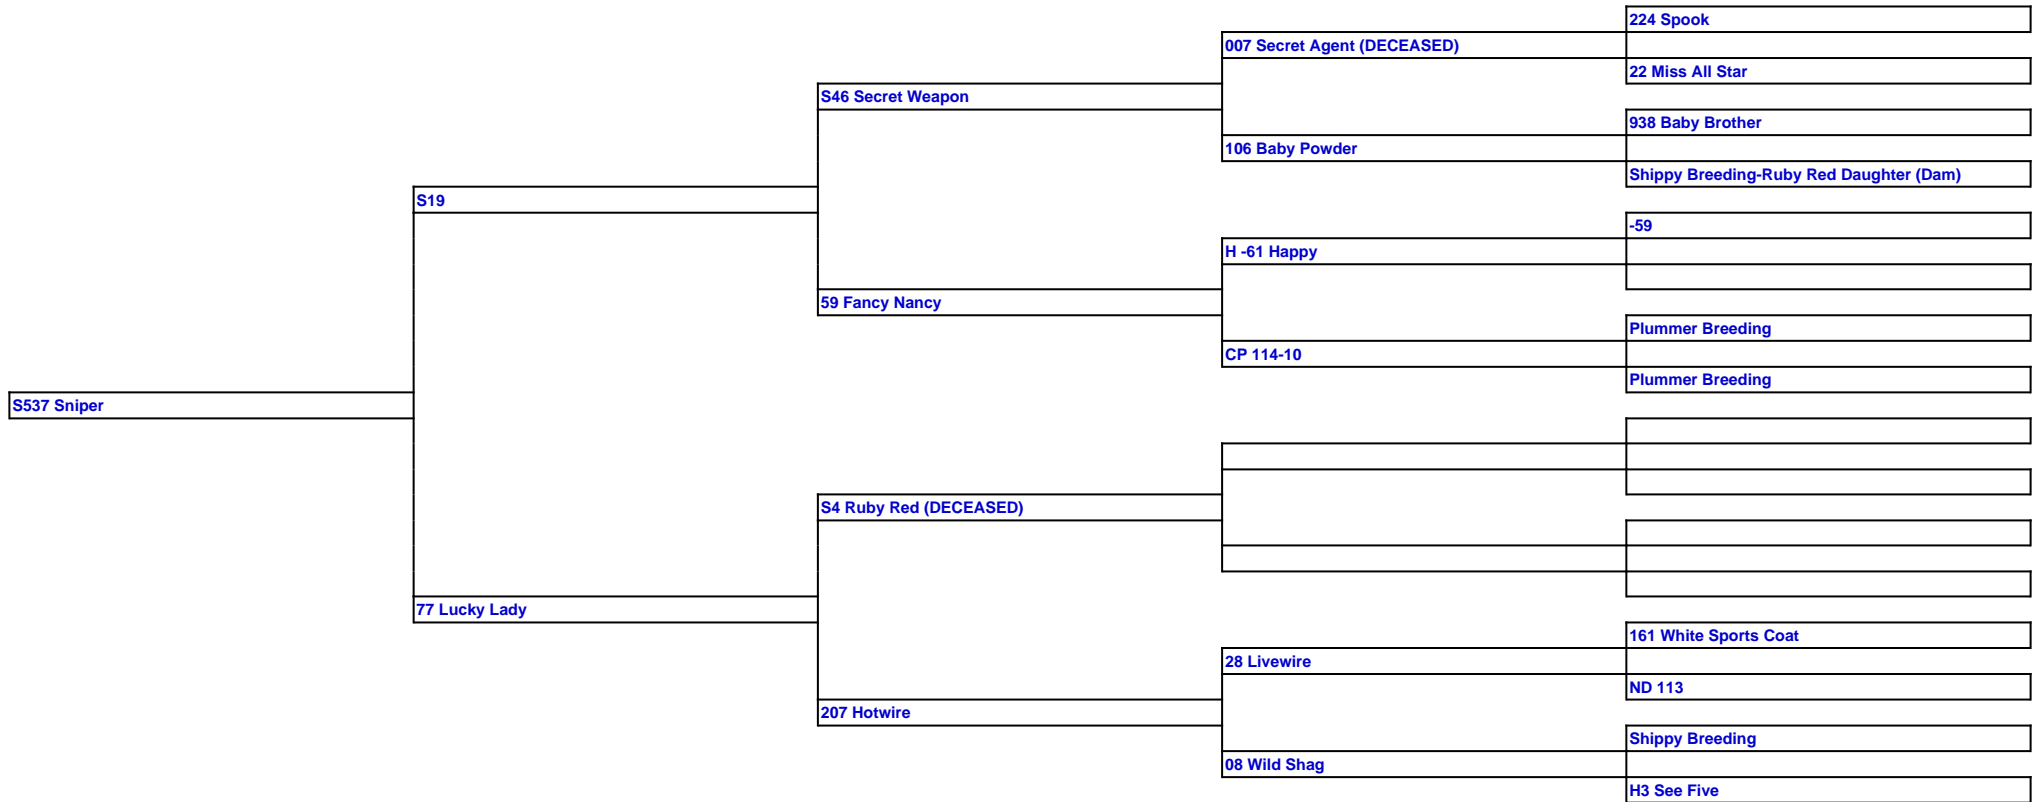 224 Spook
007 Secret Agent (DECEASED)
22 Miss All Star
S46 Secret Weapon
938 Baby Brother
106 Baby Powder
Shippy Breeding-Ruby Red Daughter (Dam)
S19
-59
H -61 Happy
59 Fancy Nancy
Plummer Breeding
CP 114-10
Plummer Breeding
S537 Sniper
S4 Ruby Red (DECEASED)
77 Lucky Lady
161 White Sports Coat
28 Livewire
ND 113
207 Hotwire
Shippy Breeding
08 Wild Shag
H3 See Five